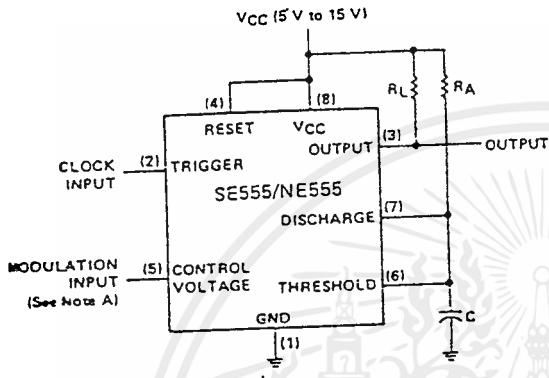 VCC (5 V to 15 V)
RL
RA
(4)
(8)
RESET
VCC
(3)
OUTPUT
OUTPUT
CLOCK
INPUT
(2)
TRIGGER
SE555/NE555
(7)
DISCHARGE
MODULATION
INPUT
(See Note A)
(5)
CONTROL
VOLTAGE
(6)
THRESHOLD
C
GND
(1)